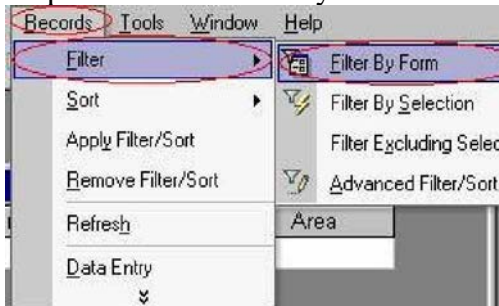 Records Tools Window Help
Filter
Filter By Form
Sort
Filter By Selection
Apply Filter/Sort
Filter Excluding Selec
Remove Filter/Sort
Advanced Filter/Sort
Refresh
Area
Data Entry